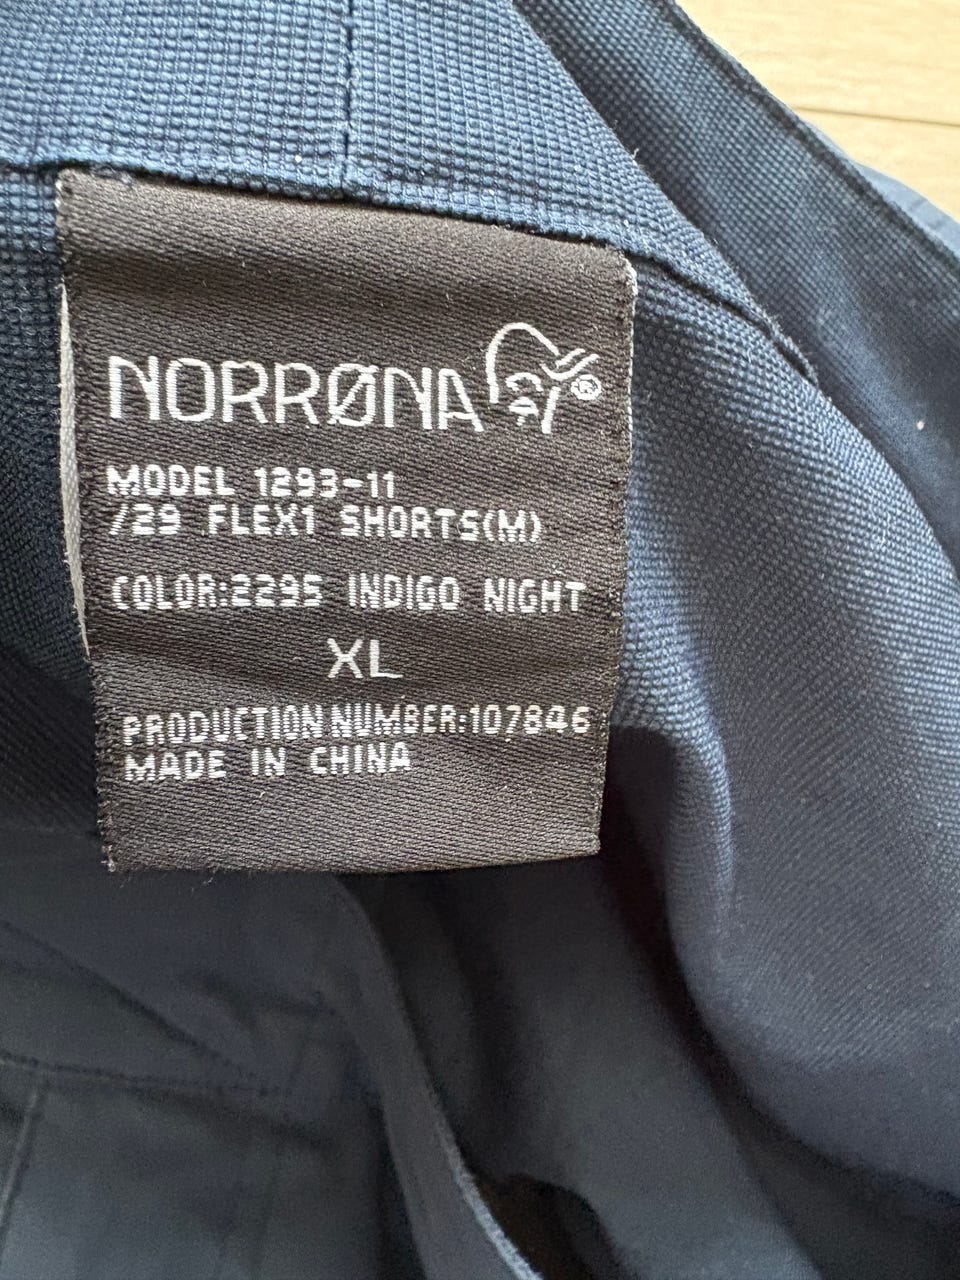 NORRØNA®
MODEL 1293-11
/29 FLEX1 SHORTS(M)
COLOR:2295 INDIGO NIGHT
XL
PRODUCTION NUMBER:107846
MADE IN CHINA